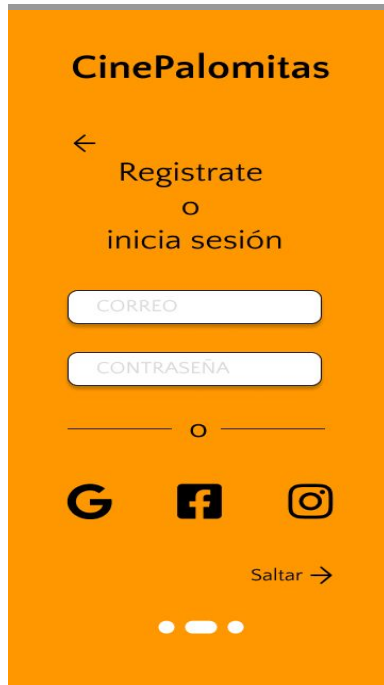 CinePalomitas
Registrate
o
inicia sesión
CORREO
CONTRASEÑA
o
Saltar